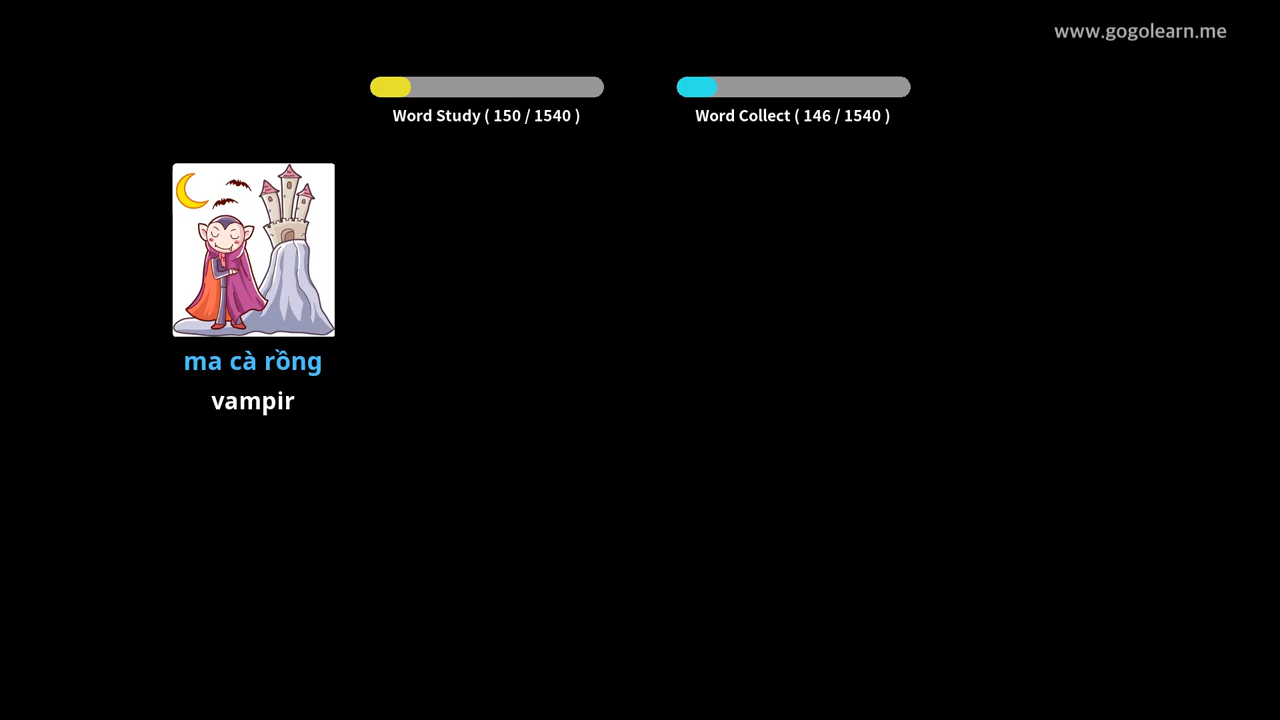 www.gogolearn.me
Word Study ( 150 / 1540 )
Word Collect ( 146 / 1540 )
ma cà rồng
vampir